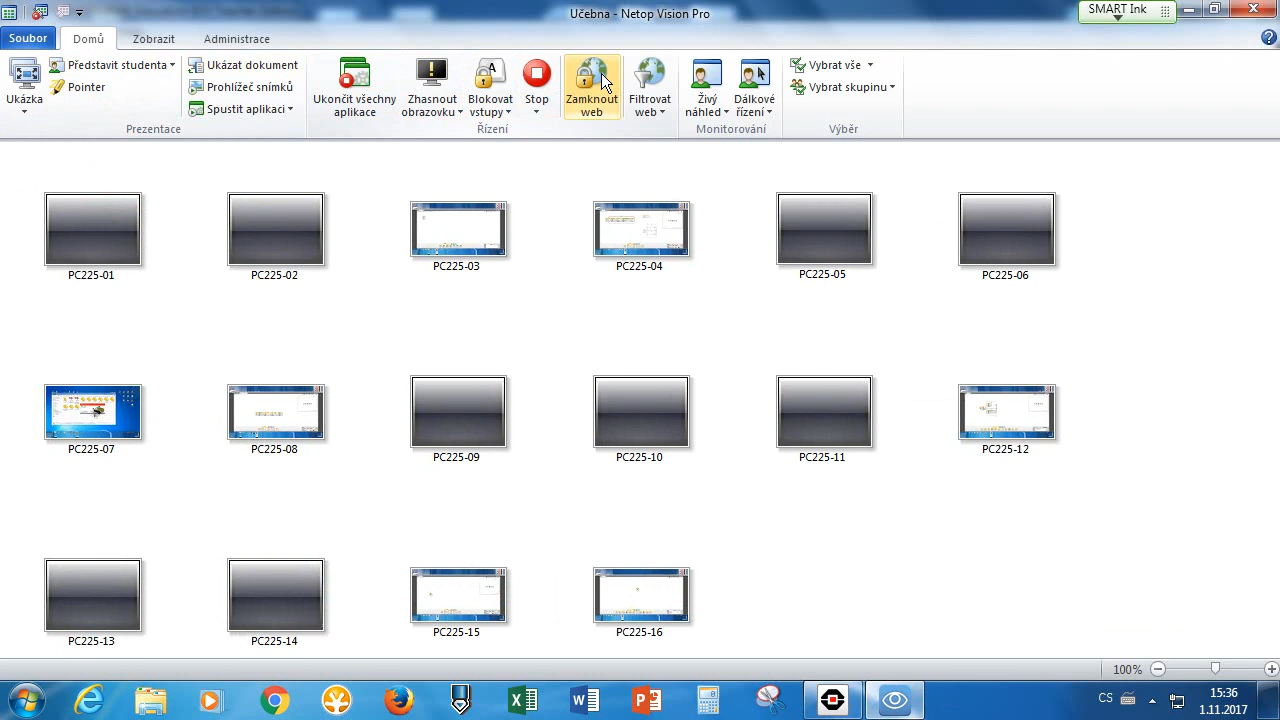 Učebna - Netop Vision Pro
SMART Ink
Soubor
Domů
Zobrazit
Administrace
Ukázka
Představit studenta
Pointer
Ukázat dokument
Prohlížeč snímků
Spustit aplikaci
Prezentace
Ukončit všechny
aplikace
Zhasnout
obrazovku
Blokovat
vstupy
Stop
Zamknout
web
Filtrovat
web
Řízení
Živý
náhled
Dálkové
řízení
Monitorování
Vybrat vše
Vybrat skupinu
Výběr
PC225-01
PC225-02
PC225-03
PC225-04
PC225-05
PC225-06
PC225-07
PC225-08
PC225-09
PC225-10
PC225-11
PC225-12
PC225-13
PC225-14
PC225-15
PC225-16
100%
CS
15:36
1.11.2017